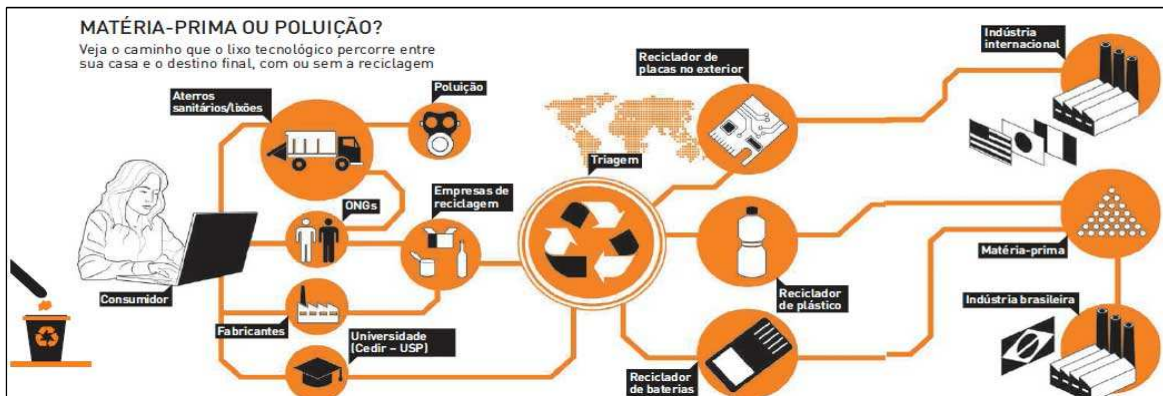 MATÉRIA-PRIMA OU POLUIÇÃO?
Veja o caminho que o lixo tecnológico percorre entre
sua casa e o destino final, com ou sem a reciclagem
Aterros
sanitários/lixões
Poluição
ONGs
Empresas de
reciclagem
Consumidor
Fabricantes
Universidade
(Cedir – USP)
Triagem
Reciclador de
placas no exterior
Reciclador
de plástico
Reciclador
de baterias
Indústria
internacional
Matéria-prima
Indústria brasileira